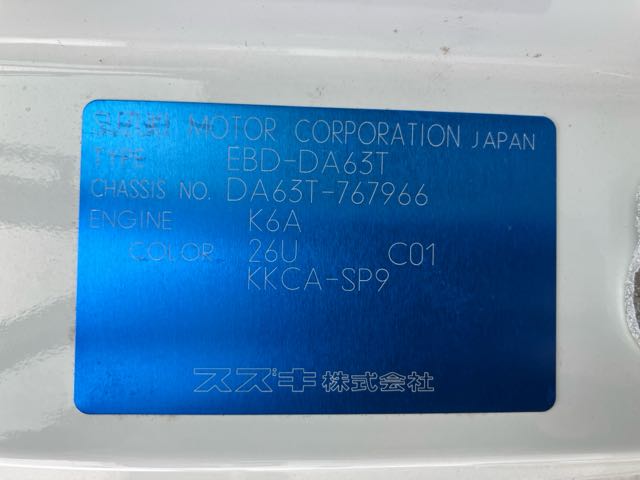 SUZUKI MOTOR CORPORATION JAPAN
TYPE EBD-DA63T
CHASSIS NO. DA63T-767966
ENGINE K6A
COLOR 26U C01
KKCA-SP9
スズキ株式会社